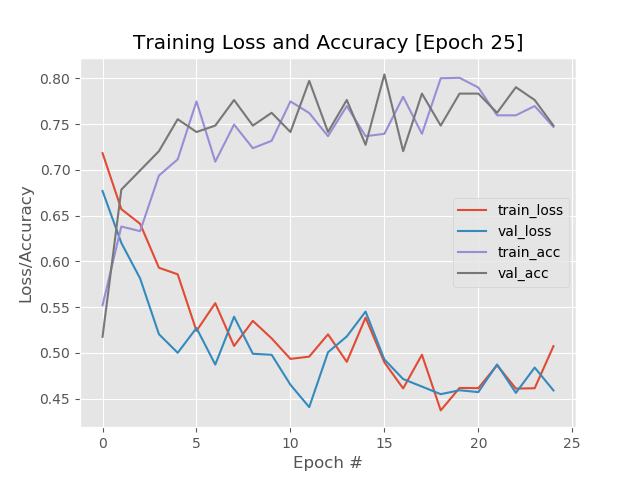 Training Loss and Accuracy [Epoch 25]
Loss/Accuracy
0.80
0.75
0.70
0.65
0.60
0.55
0.50
0.45
train_loss
val_loss
train_acc
val_acc
0 5 10 15 20 25
Epoch #